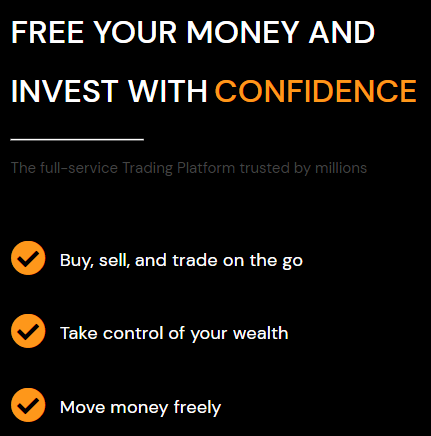 FREE YOUR MONEY AND
INVEST WITH CONFIDENCE
The full-service Trading Platform trusted by millions
Buy, sell, and trade on the go
Take control of your wealth
Move money freely